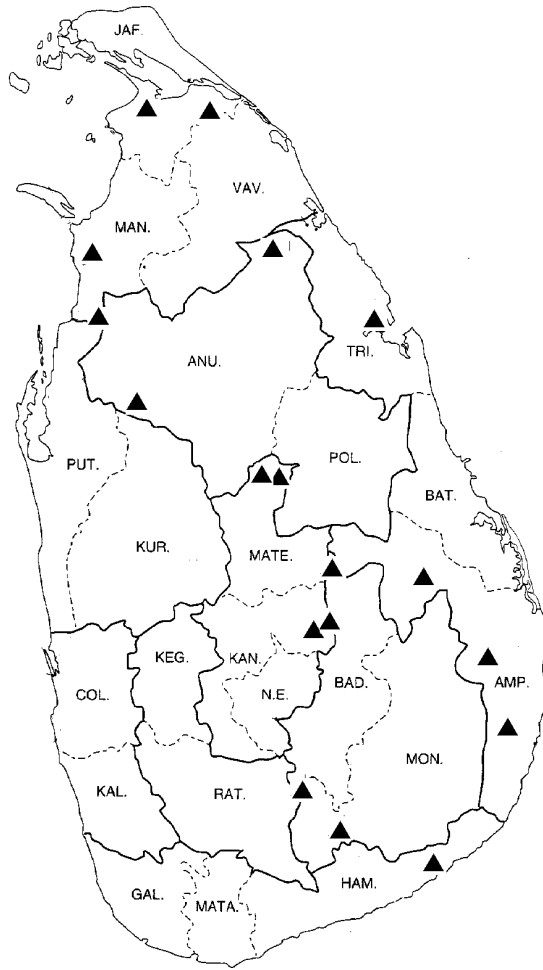 JAF.
VAV.
MAN.
TRI.
ANU.
POL.
PUT.
BAT.
KUR.
MATE.
KEG.
KAN.
BAD.
AMP.
COL.
N.E.
MON.
KAL.
RAT.
HAM.
GAL.
MATA.